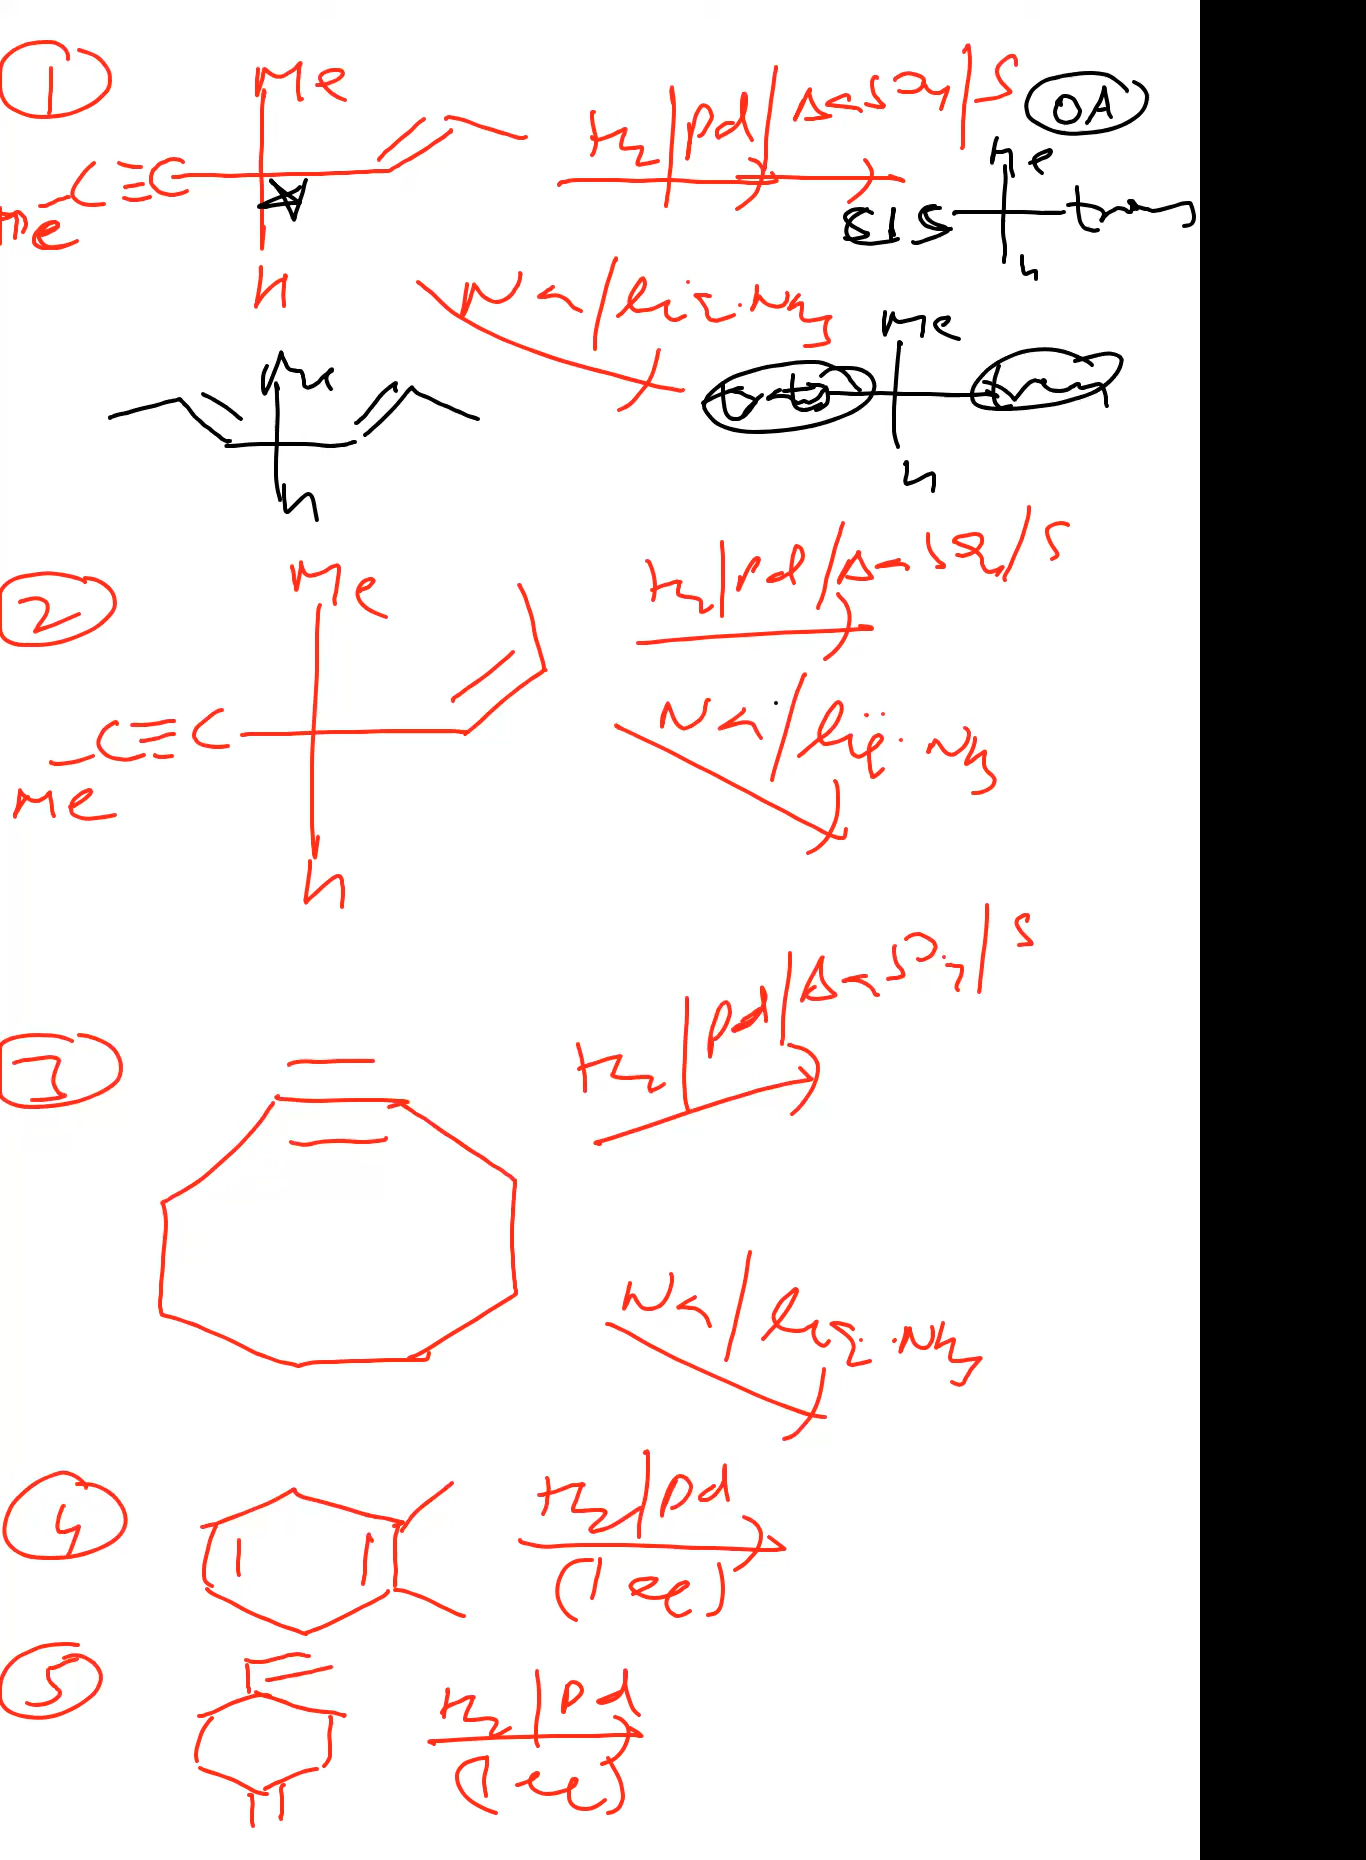 1
Me
H2/Pd/BaSO4/S
OA
C≡C
Me
Me
CIS
trans
H
H
Na/liq.NH3
Me
Me
trans
H
H
2
Me
H2/Pd/BaSO4/S
C≡C
Na/liq.NH3
Me
H
H2/Pd/BaSO4/S
3
Na/liq.NH3
4
H2/Pd
(1 eq)
5
H2/Pd
(1 eq)